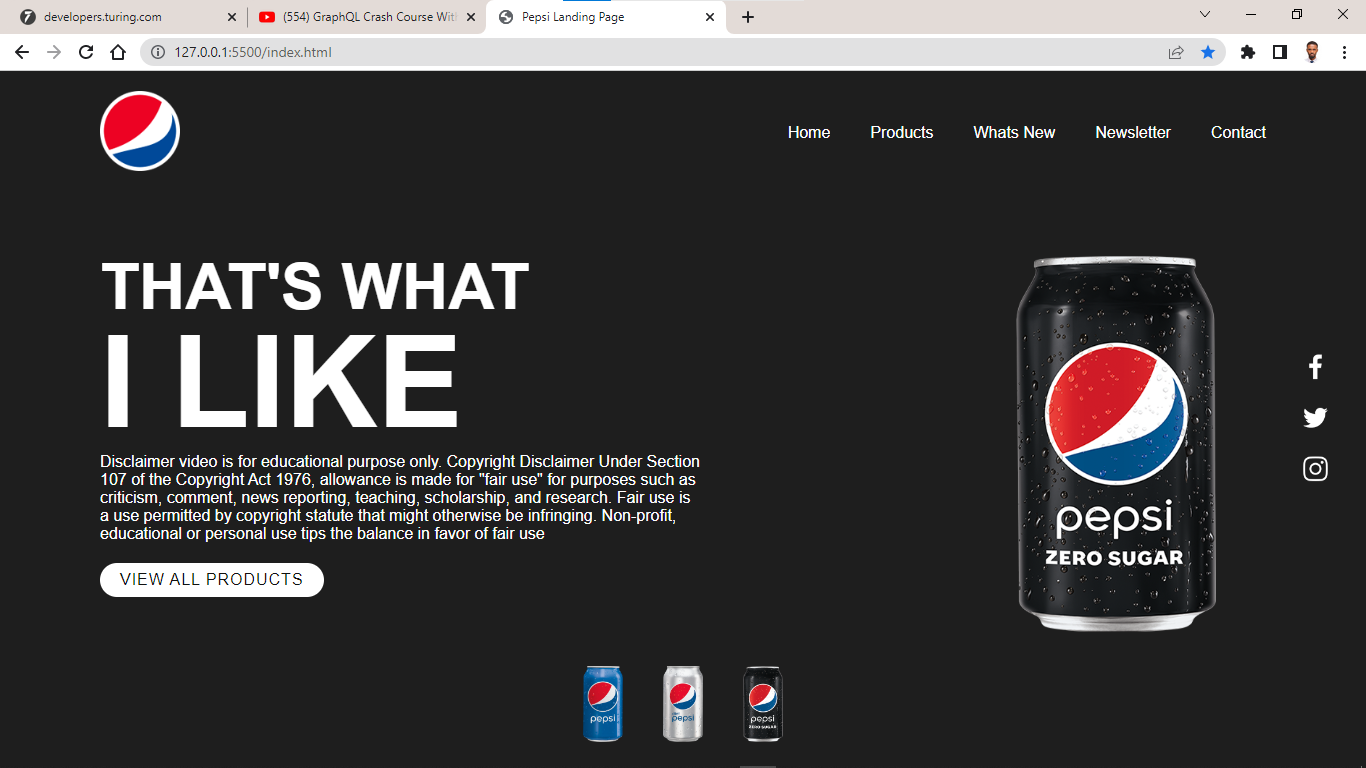 developers.turing.com
(554) GraphQL Crash Course With
Pepsi Landing Page
127.0.0.1:5500/index.html
Home
Products
Whats New
Newsletter
Contact
THAT'S WHAT
I LIKE
Disclaimer video is for educational purpose only. Copyright Disclaimer Under Section
107 of the Copyright Act 1976, allowance is made for "fair use" for purposes such as
criticism, comment, news reporting, teaching, scholarship, and research. Fair use is
a use permitted by copyright statute that might otherwise be infringing. Non-profit,
educational or personal use tips the balance in favor of fair use
VIEW ALL PRODUCTS
pepsi
ZERO SUGAR
pepsi
pepsi
pepsi
ZERO SUGAR